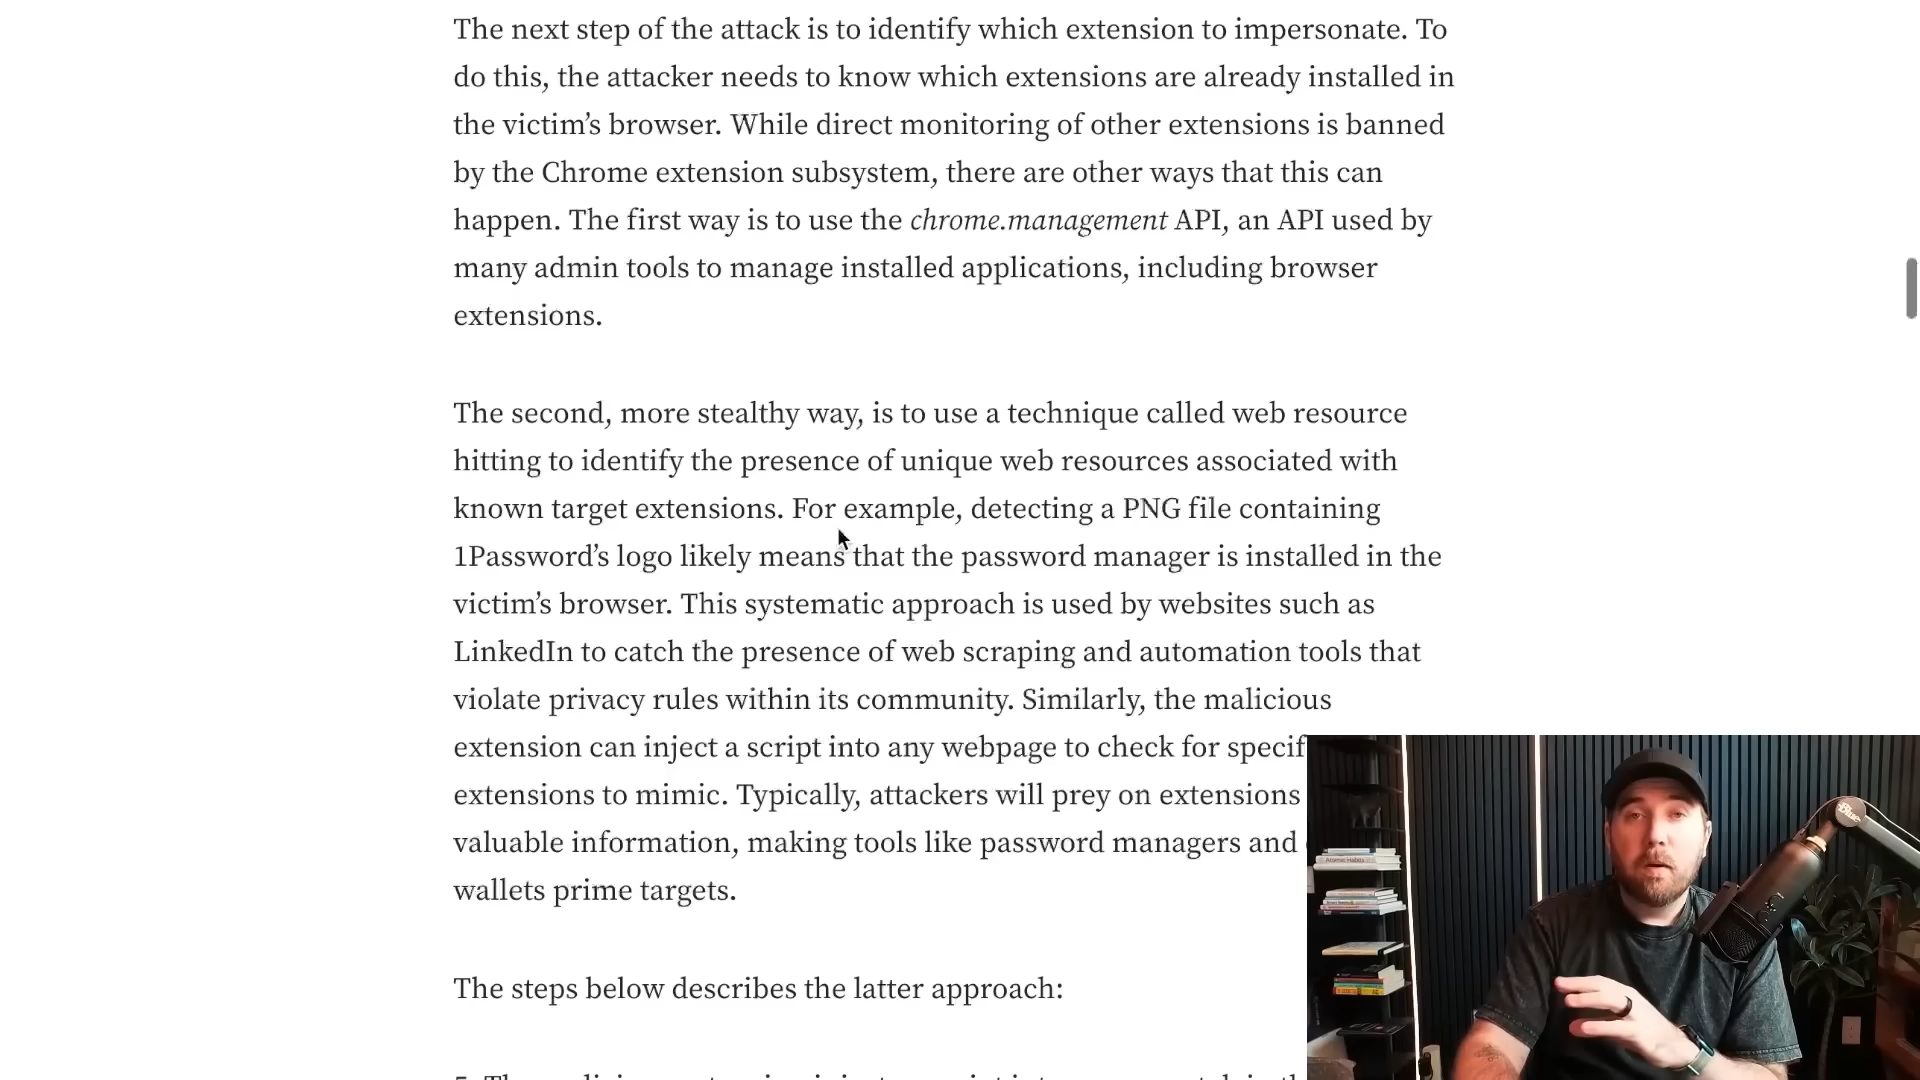 The next step of the attack is to identify which extension to impersonate. To
do this, the attacker needs to know which extensions are already installed in
the victim’s browser. While direct monitoring of other extensions is banned
by the Chrome extension subsystem, there are other ways that this can
happen. The first way is to use the chrome.management API, an API used by
many admin tools to manage installed applications, including browser
extensions.
The second, more stealthy way, is to use a technique called web resource
hitting to identify the presence of unique web resources associated with
known target extensions. For example, detecting a PNG file containing
1Password’s logo likely means that the password manager is installed in the
victim’s browser. This systematic approach is used by websites such as
LinkedIn to catch the presence of web scraping and automation tools that
violate privacy rules within its community. Similarly, the malicious
extension can inject a script into any webpage to check for specif
extensions to mimic. Typically, attackers will prey on extensions
valuable information, making tools like password managers and
wallets prime targets.
The steps below describes the latter approach:
Atomic Habits
Blue